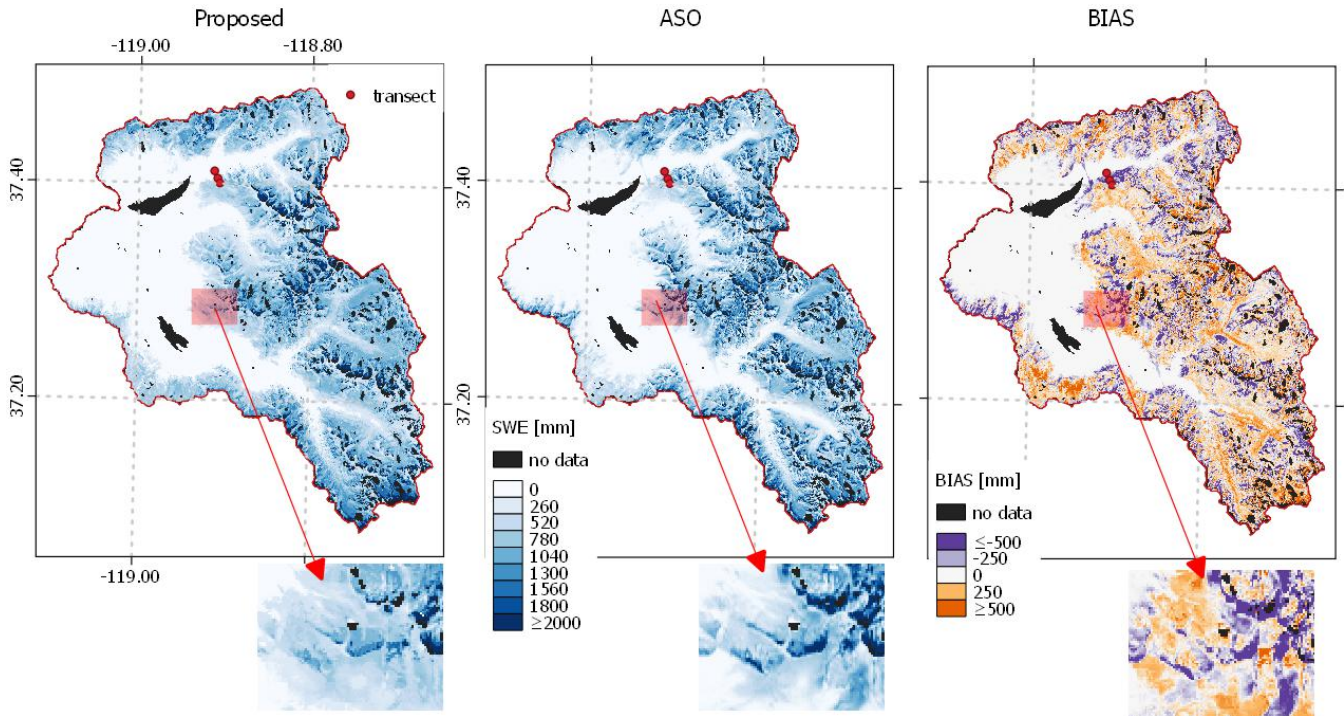 Proposed
ASO
BIAS
-119.00
-118.80
transect
37.40
37.40
37.20
37.20
-119.00
SWE [mm]
no data
0
260
520
780
1040
1300
1560
1800
≥2000
BIAS [mm]
no data
≤-500
-250
0
250
≥500